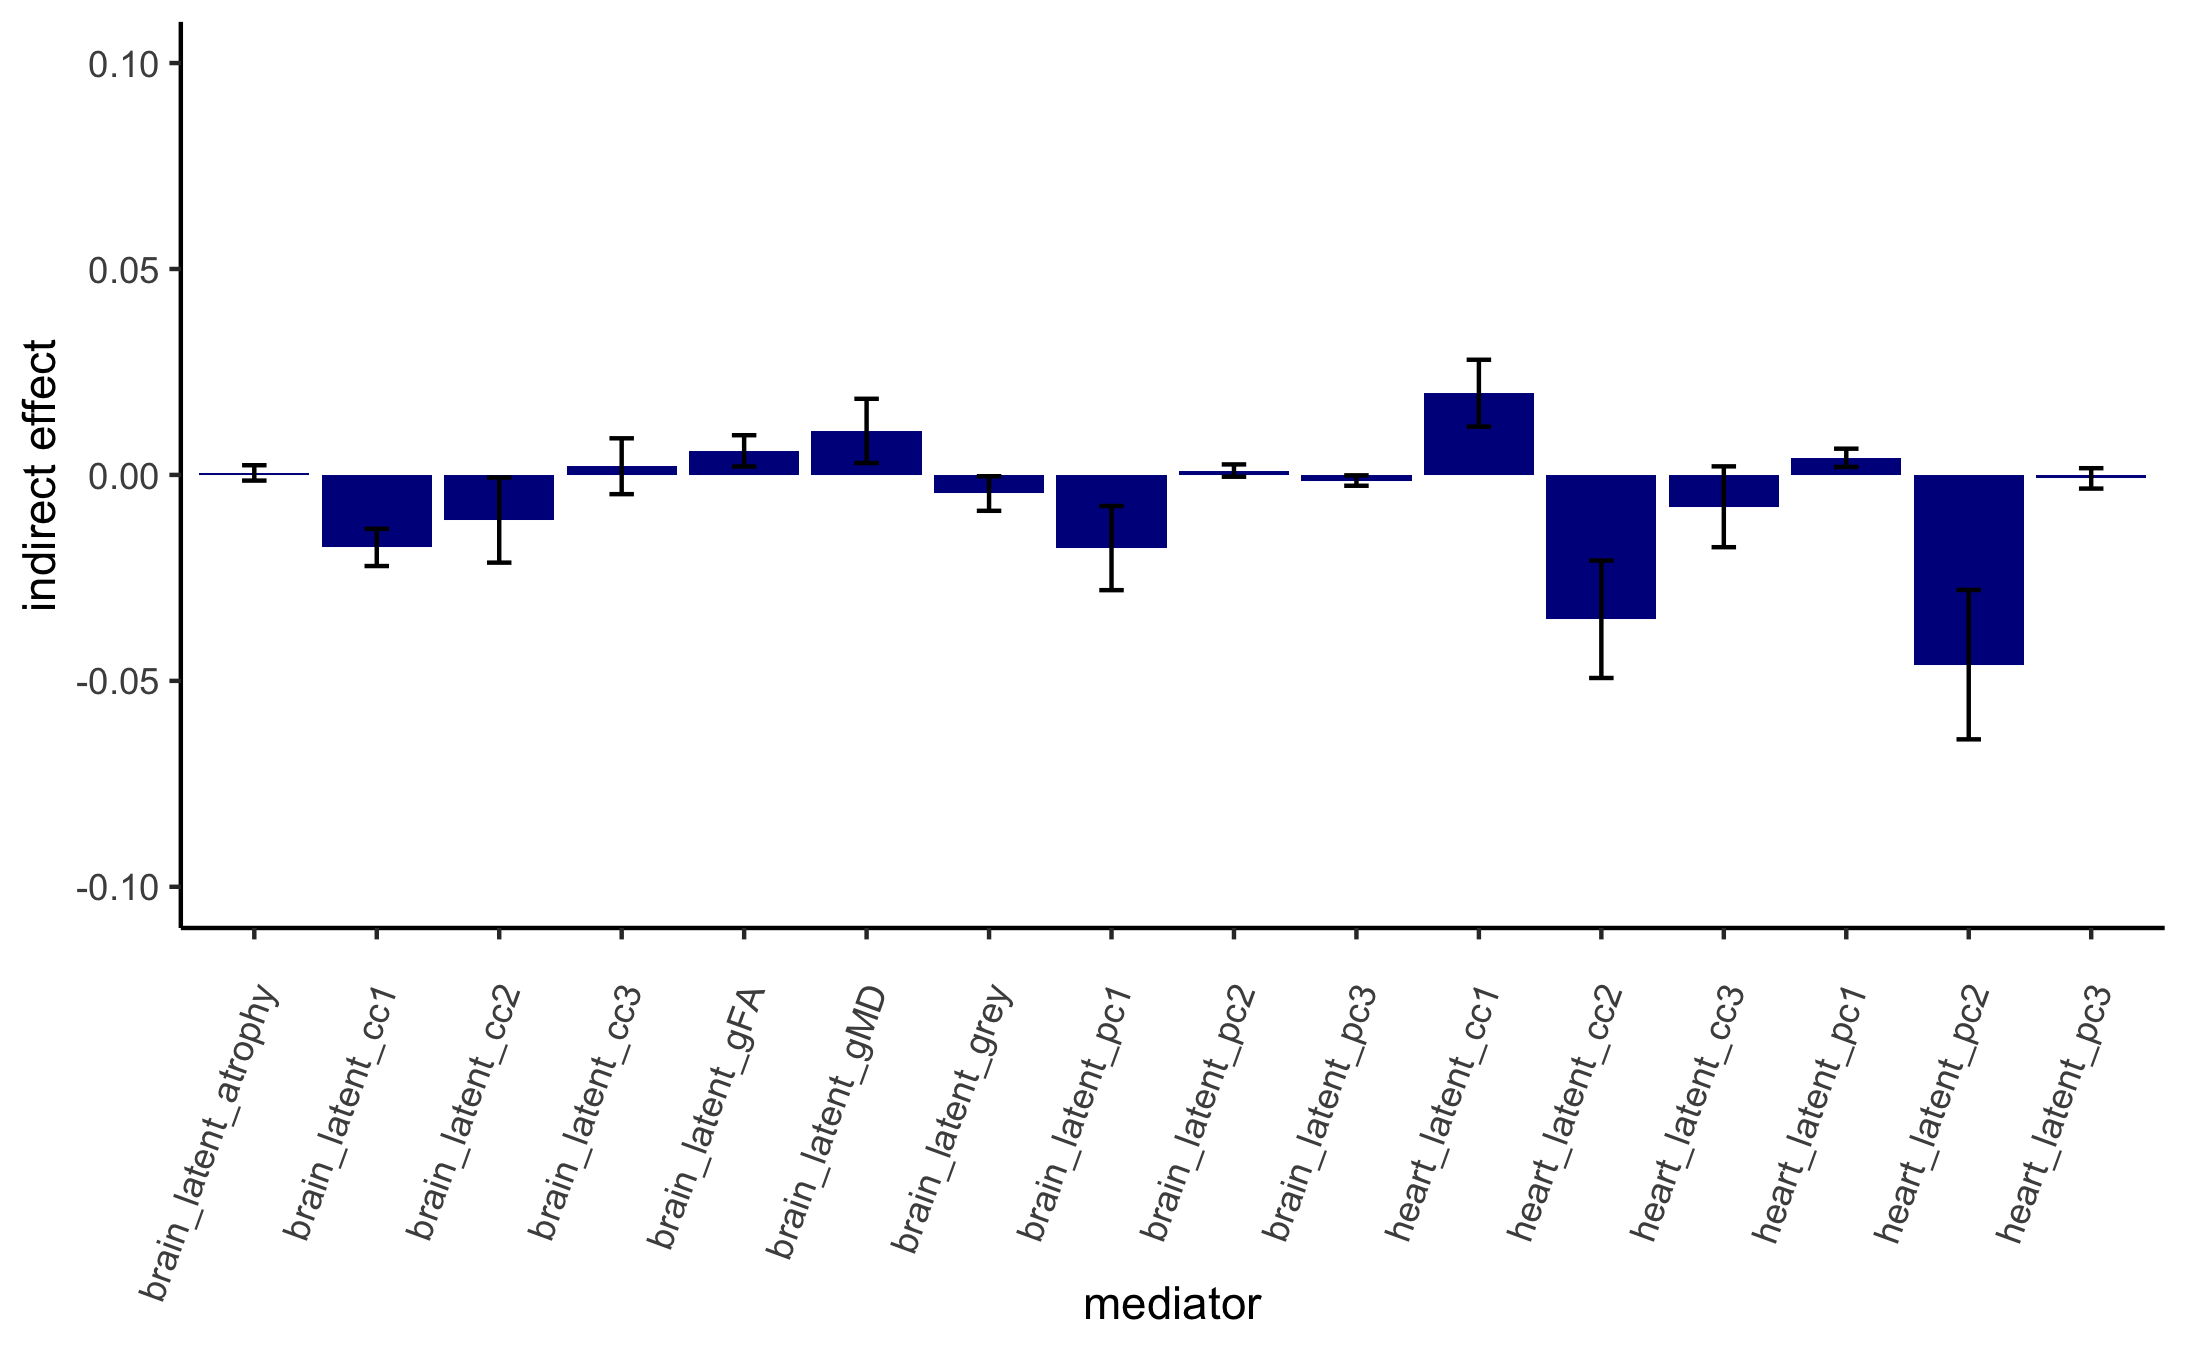 0.10
0.05
0.00
-0.05
-0.10
indirect effect
brain_latent_atrophy
brain_latent_cc1
brain_latent_cc2
brain_latent_cc3
brain_latent_gFA
brain_latent_gMD
brain_latent_grey
brain_latent_pc1
brain_latent_pc2
brain_latent_pc3
heart_latent_cc1
heart_latent_cc2
heart_latent_cc3
heart_latent_pc1
heart_latent_pc2
heart_latent_pc3
mediator